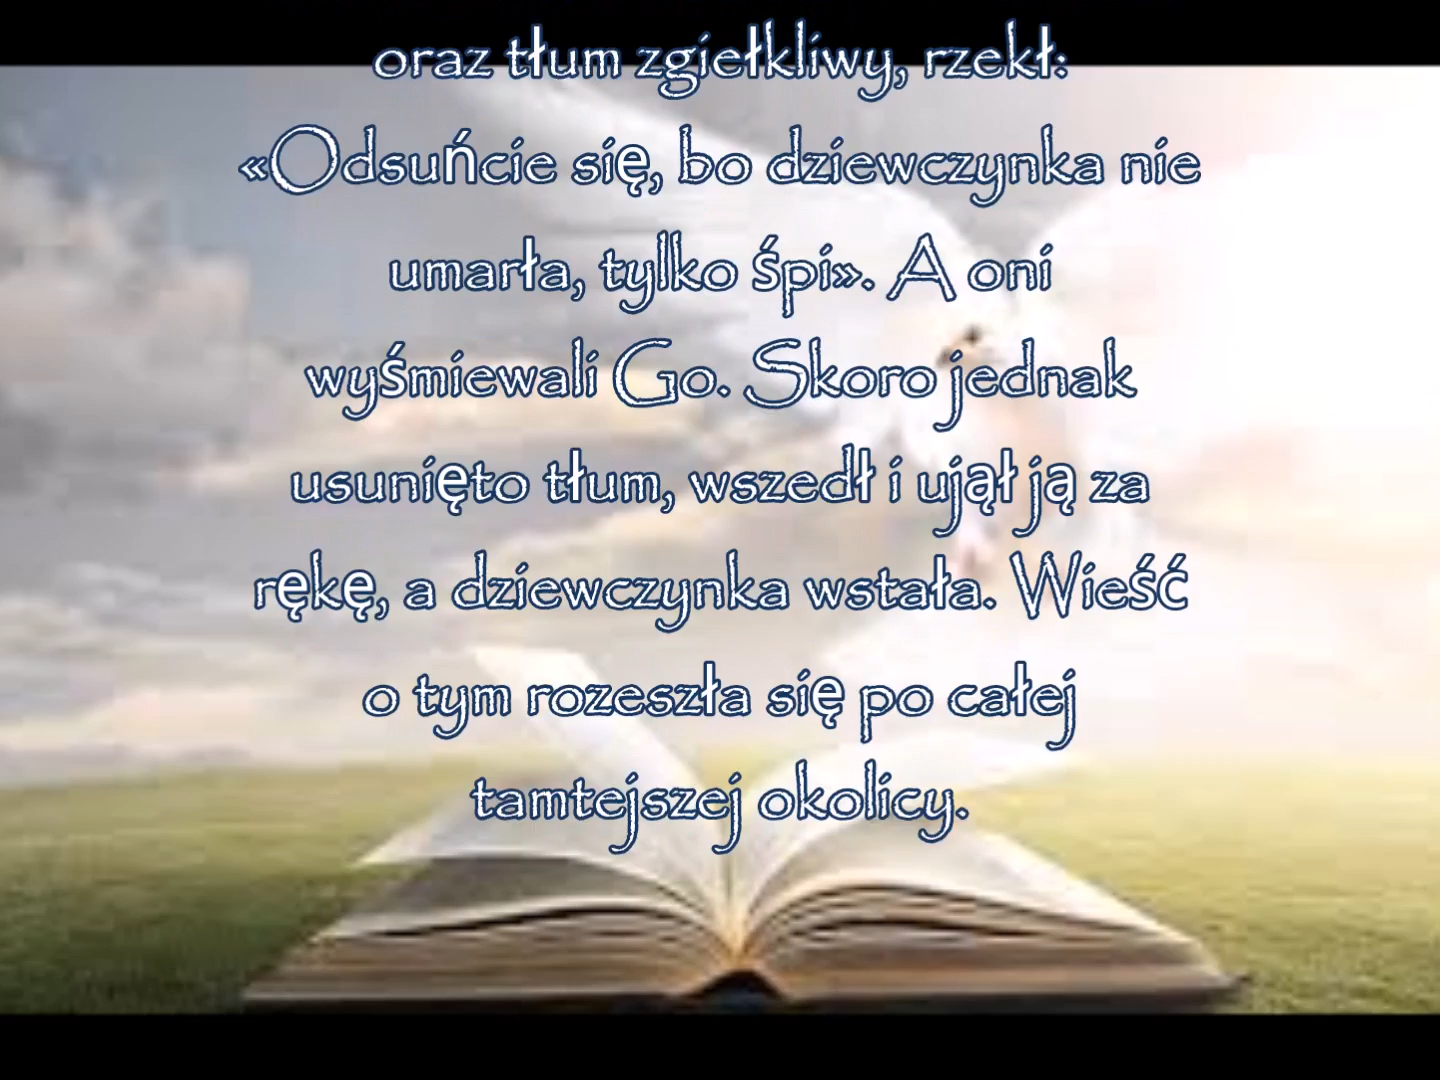 oraz tłum zgiełkliwy, rzekł:
«Odsuńcie się, bo dziewczynka nie
umarła, tylko śpi». A oni
wyśmiewali Go. Skoro jednak
usunięto tłum, wszedł i ujął ją za
rękę, a dziewczynka wstała. Wieść
o tym rozeszła się po całej
tamtejszej okolicy.